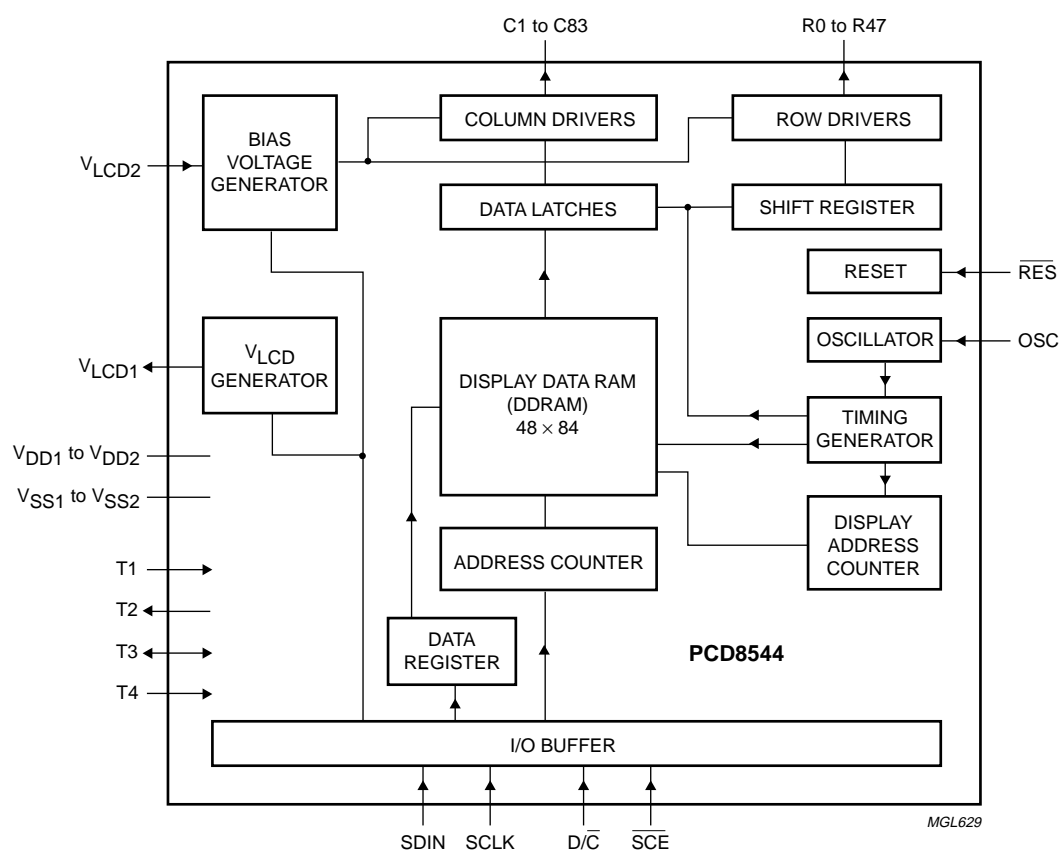 C1 to C83
R0 to R47
COLUMN DRIVERS
ROW DRIVERS
BIAS
VOLTAGE
GENERATOR
VLCD2
DATA LATCHES
SHIFT REGISTER
RESET
R̅E̅S̅
OSCILLATOR
OSC
VLCD1
VLCD
GENERATOR
DISPLAY DATA RAM
(DDRAM)
48 × 84
TIMING
GENERATOR
VDD1 to VDD2
VSS1 to VSS2
DISPLAY
ADDRESS
COUNTER
ADDRESS COUNTER
T1
T2
T3
T4
DATA
REGISTER
PCD8544
I/O BUFFER
SDIN
SCLK
D/C̅
S̅C̅E̅
MGL629